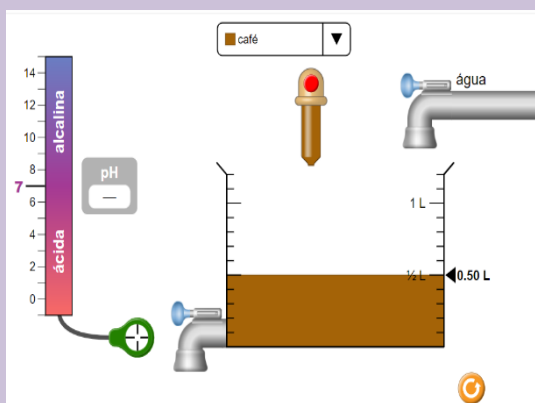 café
água
14
12
10
8
7
6
4
2
0
alcalina
ácida
pH
—
1 L
½ L
0.50 L